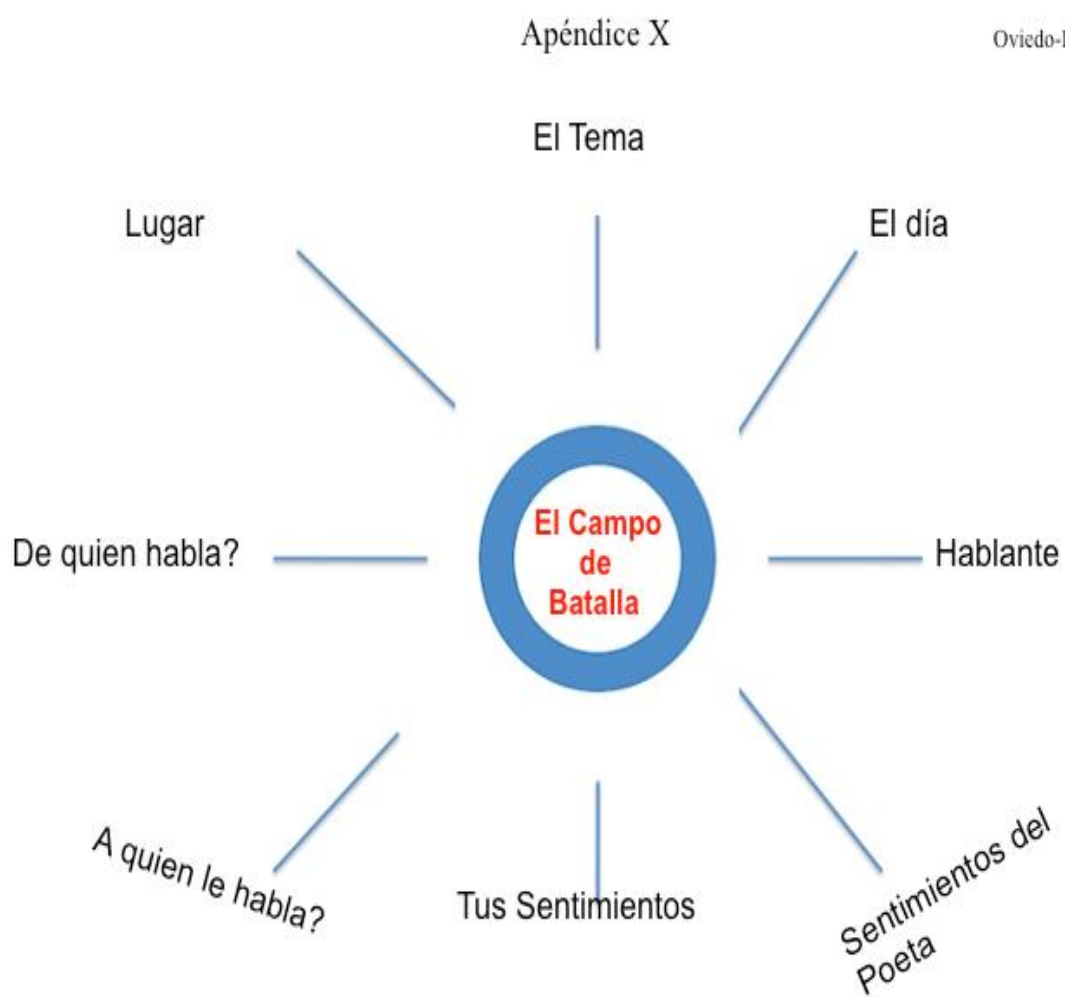 Apéndice X
El Tema
Lugar
El día
El Campo
de
Batalla
De quien habla?
Hablante
A quien le habla?
Tus Sentimientos
Sentimientos del
Poeta